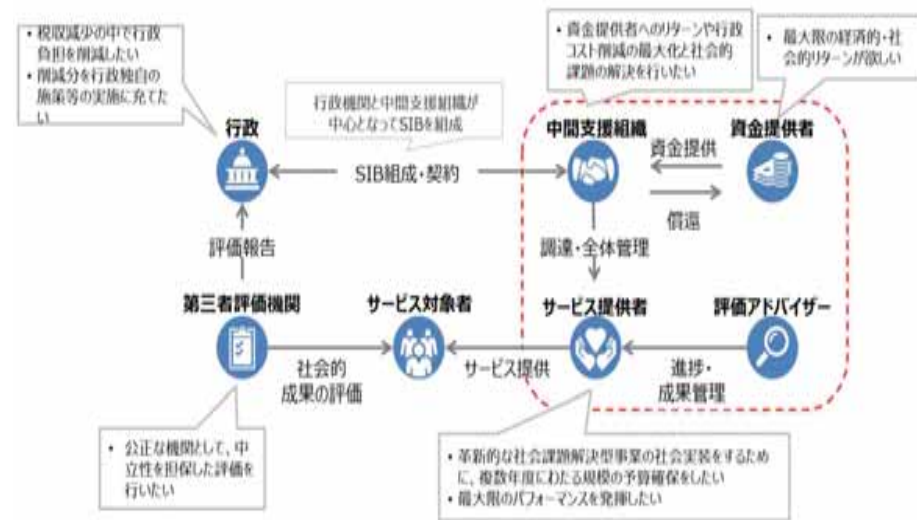 • 税収減少の中で行政
負担を削減したい
• 削減分を行政独自の
施策等の実施に充てた
い
• 資金提供者へのリターンや行政
コスト削減の最大化と社会的
課題の解決を行いたい
• 最大限の経済的・社
会的リターンが欲しい
行政機関と中間支援組織が
中心となってSIBを組成
行政
中間支援組織
資金提供者
資金提供
SIB組成・契約
償還
評価報告
調達・全体管理
第三者評価機関
サービス対象者
サービス提供者
評価アドバイザー
社会的
成果の評価
サービス提供
進捗・
成果管理
• 公正な機関として、中
立性を担保した評価を
行いたい
• 革新的な社会課題解決型事業の社会実装をするため
に、複数年度にわたる規模の予算確保をしたい
• 最大限のパフォーマンスを発揮したい